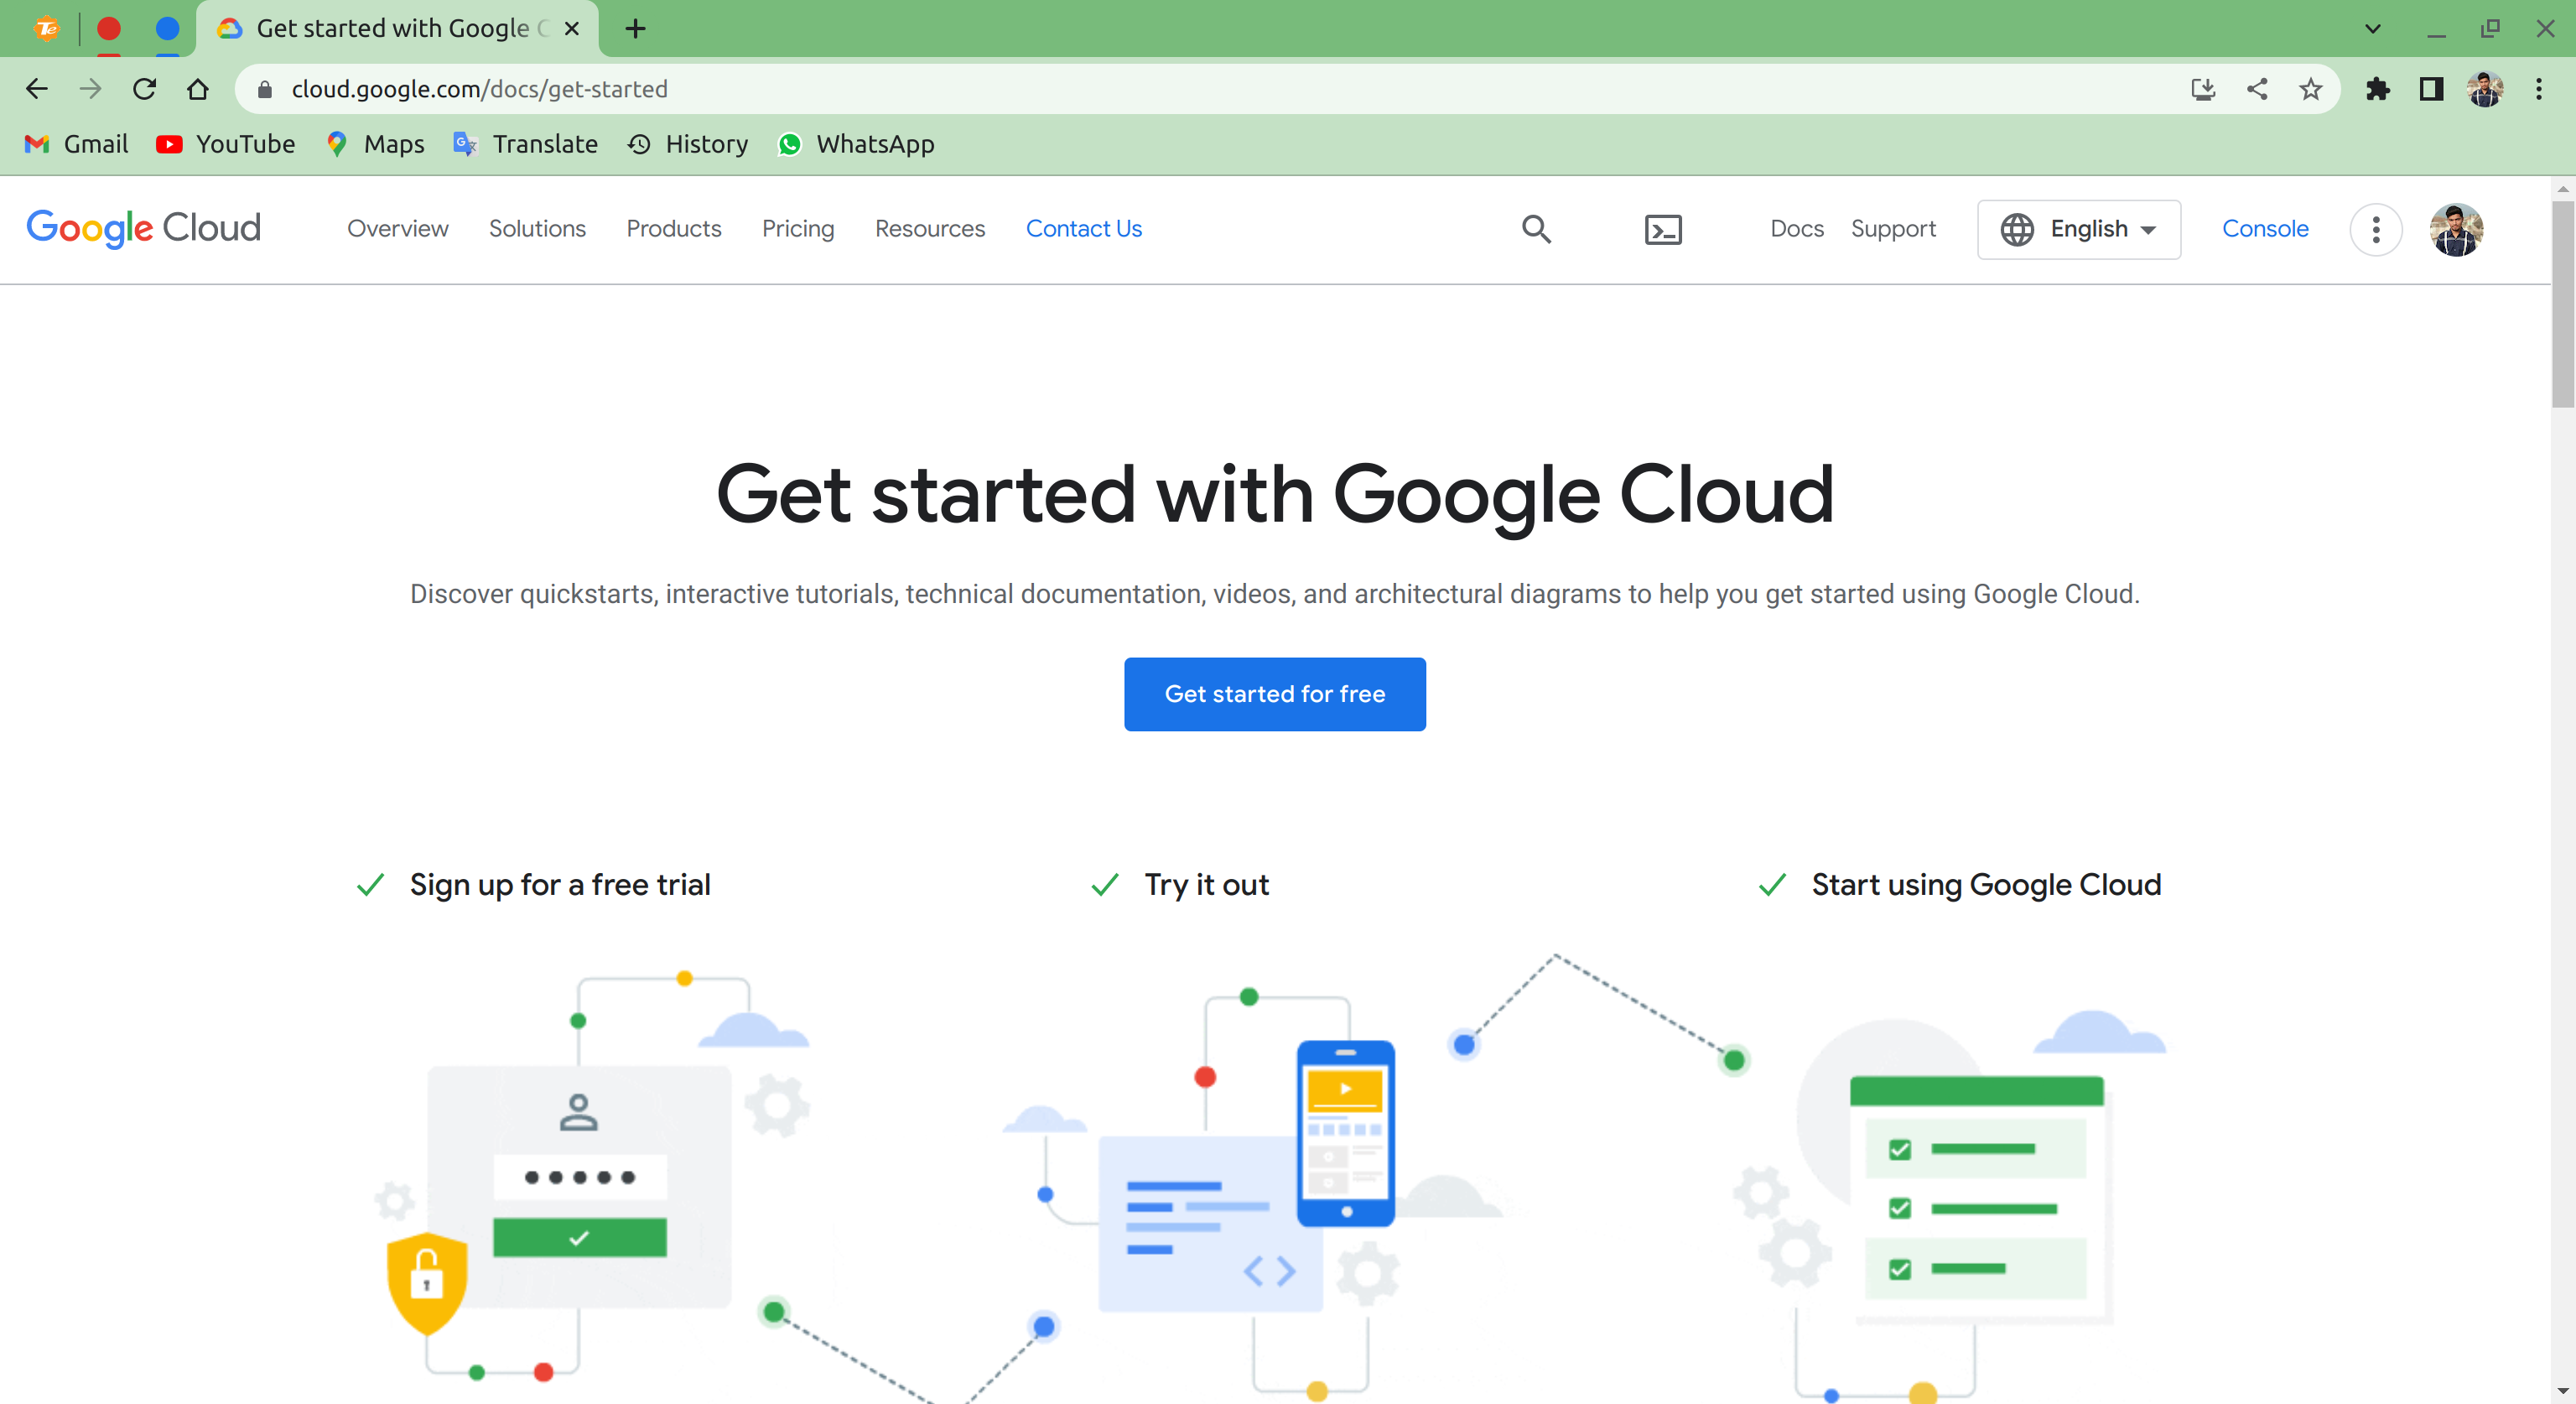 Get started with Google C
cloud.google.com/docs/get-started
Gmail YouTube Maps Translate History WhatsApp
Google Cloud Overview Solutions Products Pricing Resources Contact Us Docs Support English Console
Get started with Google Cloud
Discover quickstarts, interactive tutorials, technical documentation, videos, and architectural diagrams to help you get started using Google Cloud.
Get started for free
Sign up for a free trial Try it out Start using Google Cloud